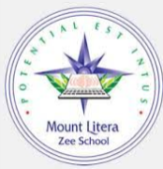 POTENTIAL EST INTUS
Mount Litera
Zee School